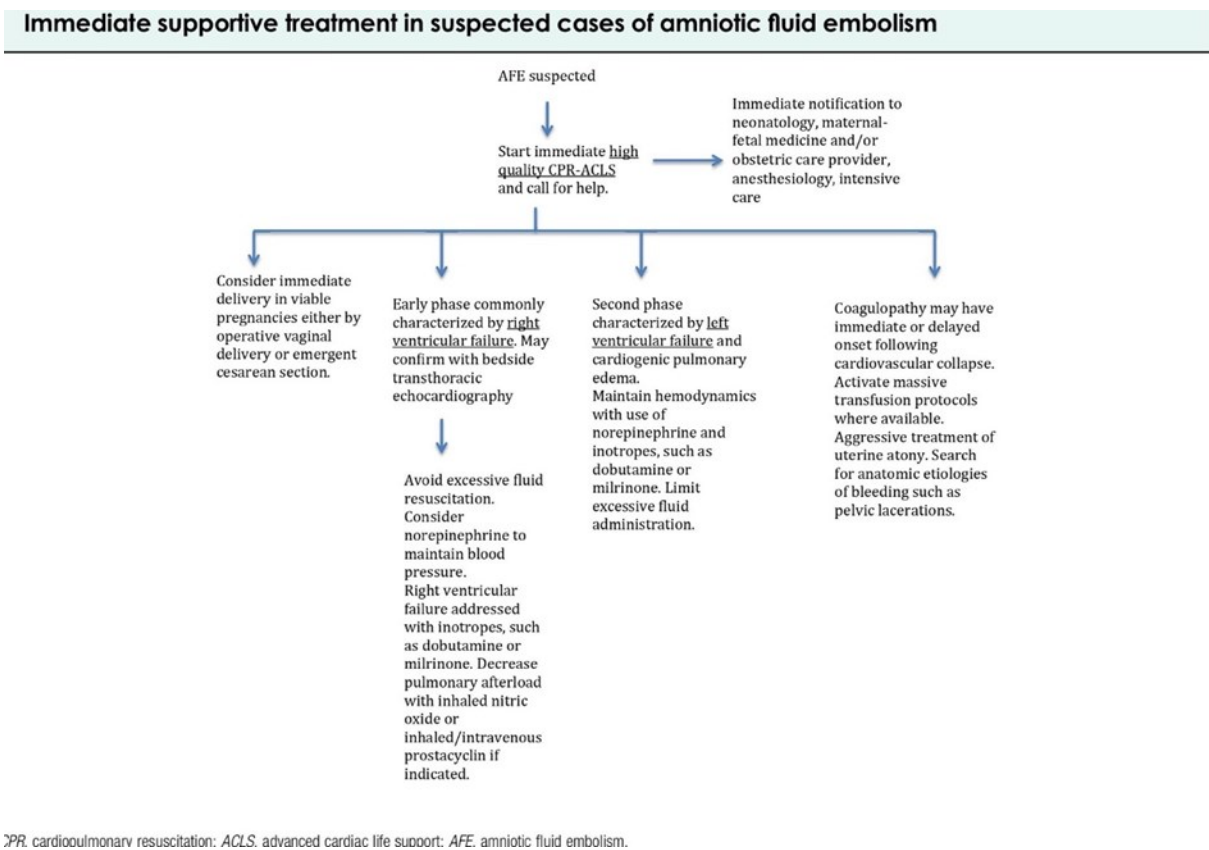 Immediate supportive treatment in suspected cases of amniotic fluid embolism
AFE suspected
Start immediate high
quality CPR-ACLS
and call for help.
Immediate notification to
neonatology, maternal-
fetal medicine and/or
obstetric care provider,
anesthesiology, intensive
care
Consider immediate
delivery in viable
pregnancies either by
operative vaginal
delivery or emergent
cesarean section.
Early phase commonly
characterized by right
ventricular failure. May
confirm with bedside
transthoracic
echocardiography
Avoid excessive fluid
resuscitation.
Consider
norepinephrine to
maintain blood
pressure.
Right ventricular
failure addressed
with inotropes, such
as dobutamine or
milrinone. Decrease
pulmonary afterload
with inhaled nitric
oxide or
inhaled/intravenous
prostacyclin if
indicated.
Second phase
characterized by left
ventricular failure and
cardiogenic pulmonary
edema.
Maintain hemodynamics
with use of
norepinephrine and
inotropes, such as
dobutamine or
milrinone. Limit
excessive fluid
administration.
Coagulopathy may have
immediate or delayed
onset following
cardiovascular collapse.
Activate massive
transfusion protocols
where available.
Aggressive treatment of
uterine atony. Search
for anatomic etiologies
of bleeding such as
pelvic lacerations.
CPR, cardiopulmonary resuscitation; ACLS, advanced cardiac life support; AFE, amniotic fluid embolism.